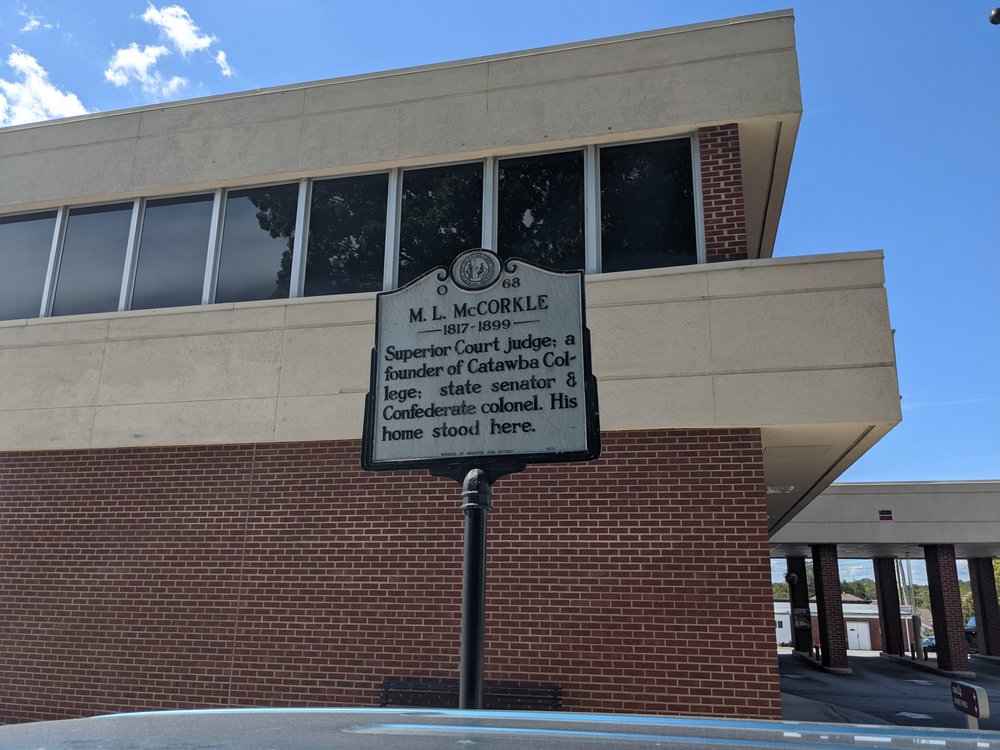 O 68
M. L. McCORKLE
1817-1899
Superior Court judge; a
founder of Catawba Col-
lege; state senator &
Confederate colonel. His
home stood here.